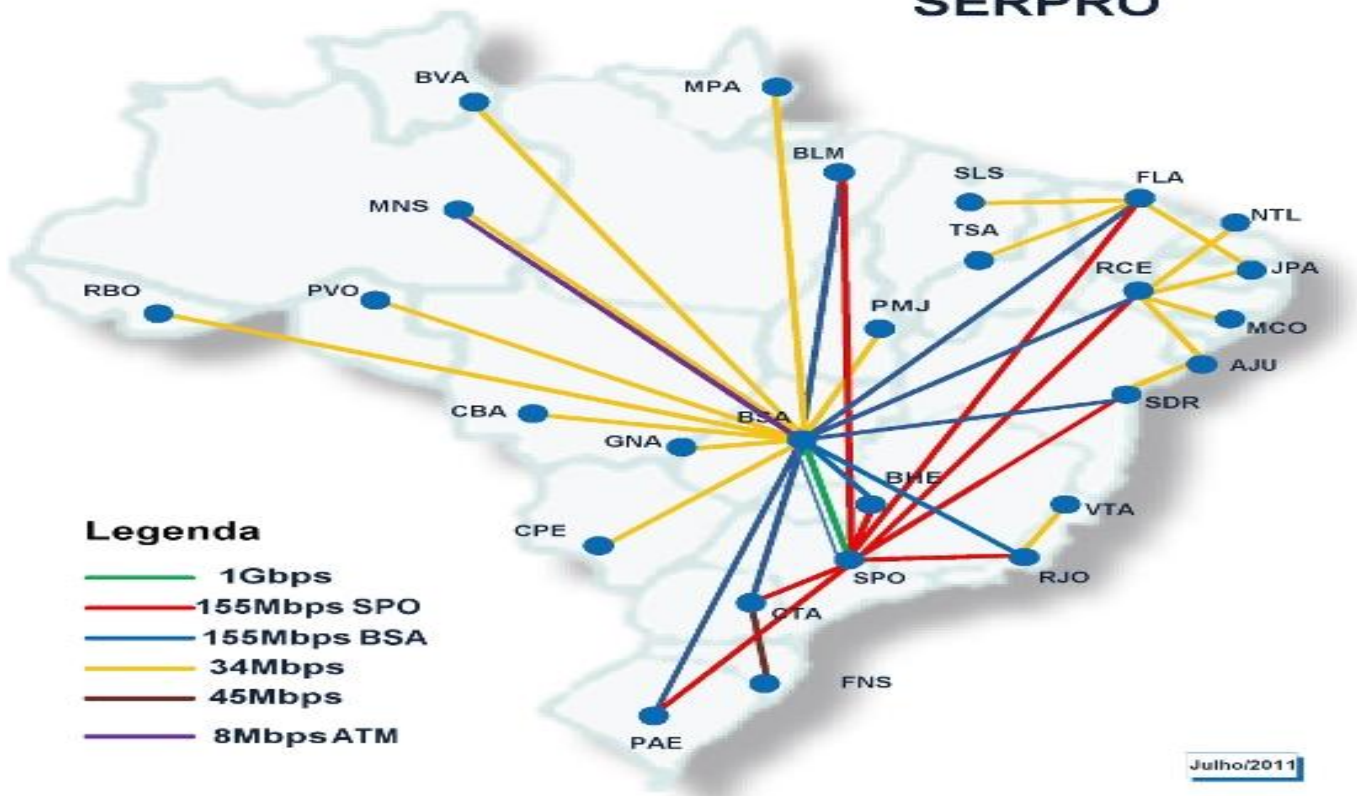 SERPRO
BVA
MPA
BLM
SLS
FLA
MNS
NTL
TSA
RCE
JPA
RBO
PVO
PMJ
MCO
AJU
CBA
BSA
SDR
GNA
BHE
CPE
VTA
SPO
RJO
CTA
FNS
PAE
Legenda
1Gbps
155Mbps SPO
155Mbps BSA
34Mbps
45Mbps
8Mbps ATM
Julho/2011